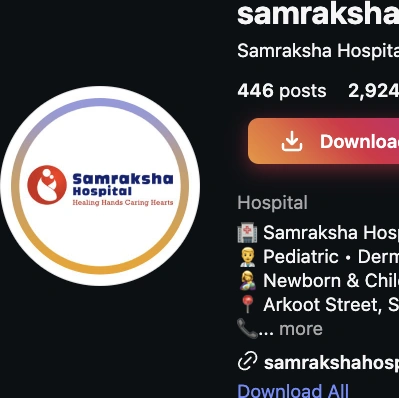 samraksha
Samraksha Hospita
446 posts 2,924
Downloa
Samraksha
Hospital
Healing Hands Caring Hearts
Hospital
🏥 Samraksha Hosp
👨‍⚕️ Pediatric • Derm
🤱 Newborn & Chil
📍 Arkoot Street, S
📞... more
samrakshahosp
Download All